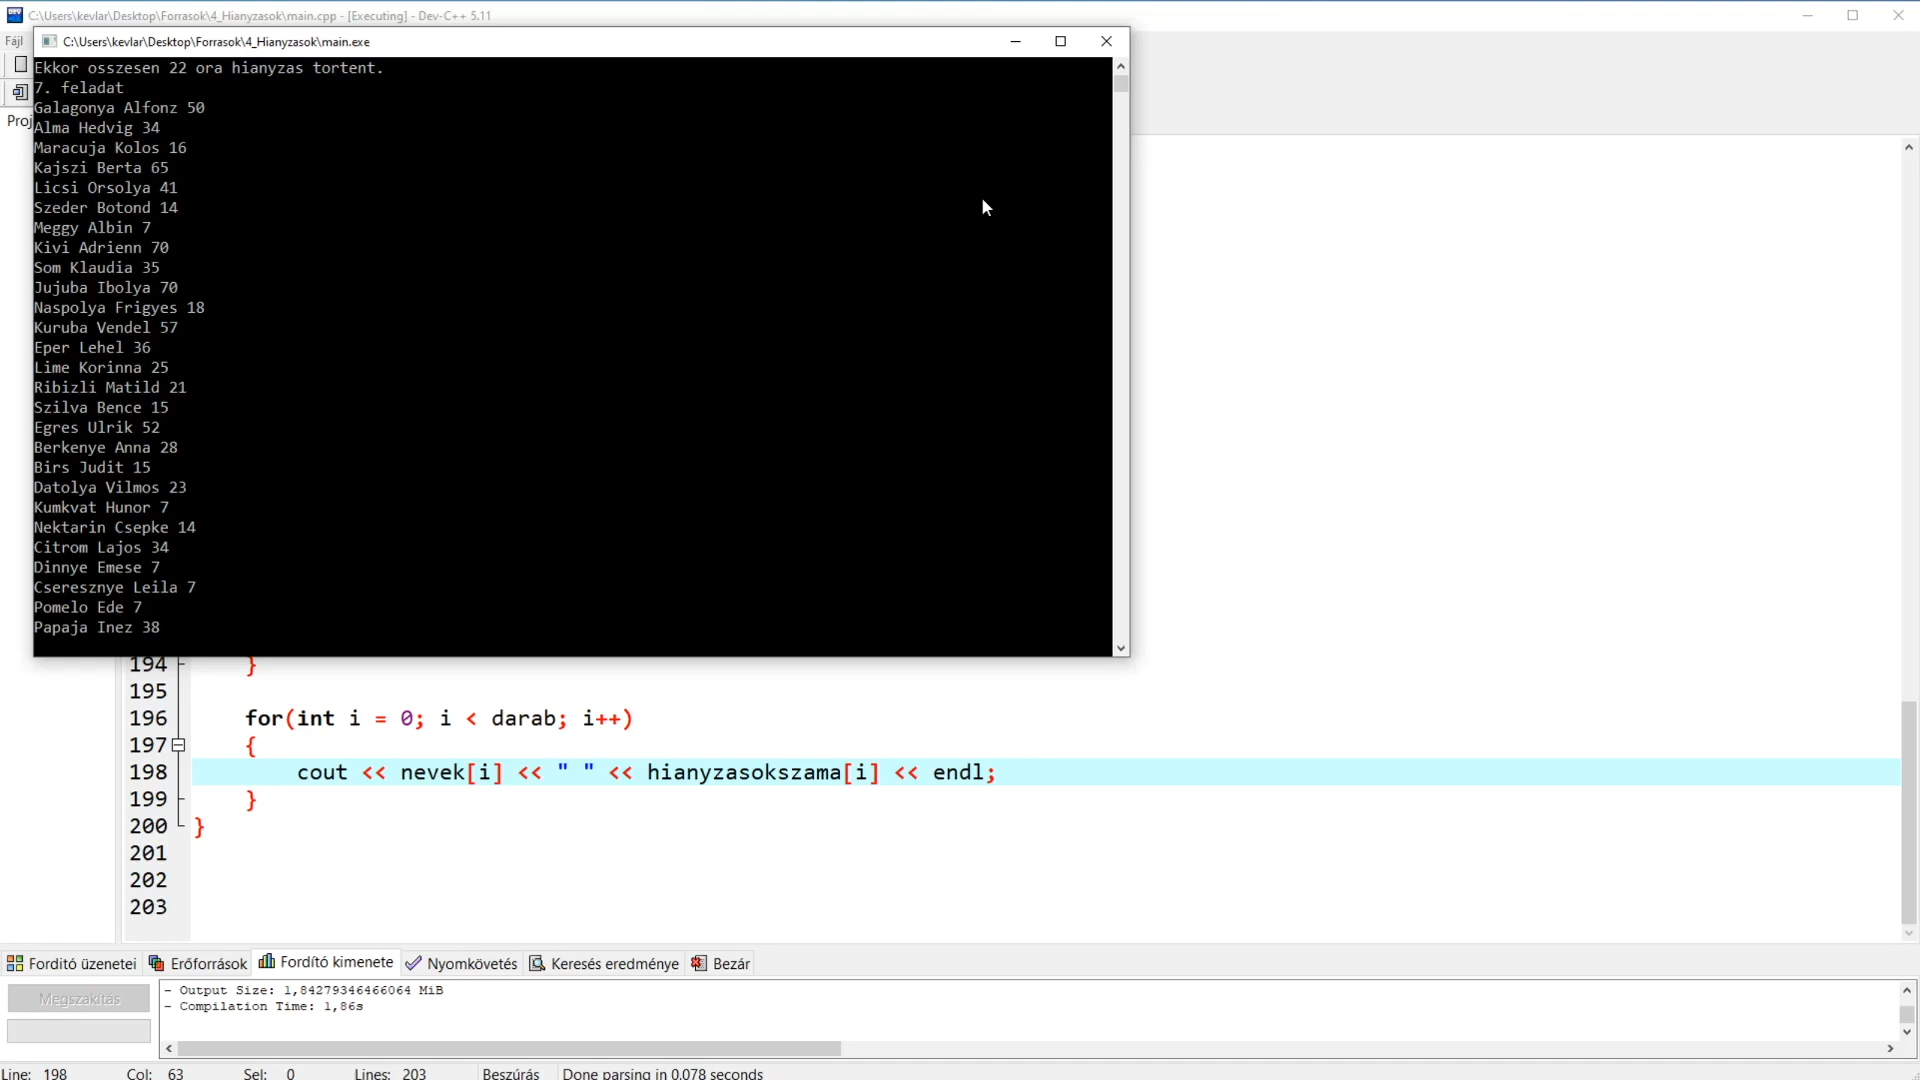 C:\Users\kevlar\Desktop\Forrasok\4_Hianyzasok\main.cpp - [Executing] - Dev-C++ 5.11
Fájl
C:\Users\kevlar\Desktop\Forrasok\4_Hianyzasok\main.exe
Proj
Ekkor osszesen 22 ora hianyzas tortent.
7. feladat
Galagonya Alfonz 50
Alma Hedvig 34
Maracuja Kolos 16
Kajszi Berta 65
Licsi Orsolya 41
Szeder Botond 14
Meggy Albin 7
Kivi Adrienn 70
Som Klaudia 35
Jujuba Ibolya 70
Naspolya Frigyes 18
Kuruba Vendel 57
Eper Lehel 36
Lime Korinna 25
Ribizli Matild 21
Szilva Bence 15
Egres Ulrik 52
Berkenye Anna 28
Birs Judit 15
Datolya Vilmos 23
Kumkvat Hunor 7
Nektarin Csepke 14
Citrom Lajos 34
Dinnye Emese 7
Cseresznye Leila 7
Pomelo Ede 7
Papaja Inez 38
194 }
195
196 for(int i = 0; i < darab; i++)
197 {
198 cout << nevek[i] << " " << hianyzasokszama[i] << endl;
199 }
200 }
201
202
203
Fordító üzenetei Erőforrások Fordító kimenete Nyomkövetés Keresés eredménye Bezár
Megszakítás
- Output Size: 1,84279346466064 MiB
- Compilation Time: 1,86s
Line: 198 Col: 63 Sel: 0 Lines: 203 Beszúrás Done parsing in 0.078 seconds